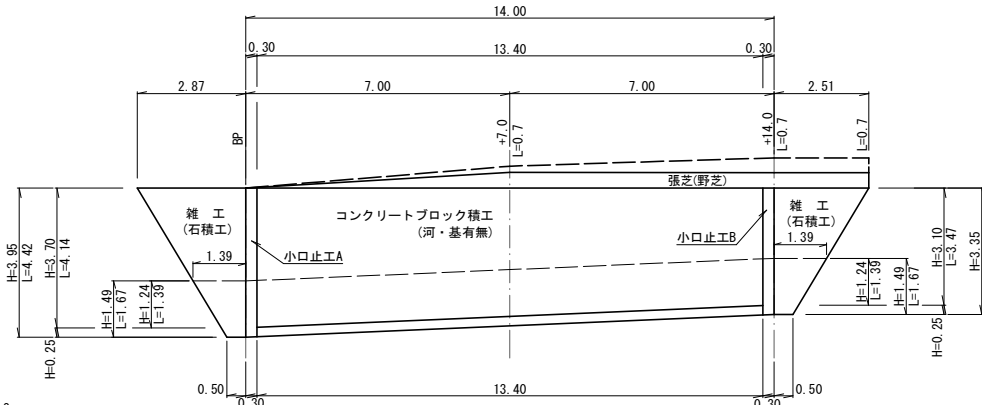 14.00
0.30
13.40
0.30
2.87
7.00
7.00
2.51
BP
+7.0
L=0.7
+14.0
L=0.7
L=0.7
張芝(野芝)
雑 工
(石積工)
コンクリートブロック積工
(河・基有無)
小口止工A
小口止工B
雑 工
(石積工)
1.39
1.39
H=3.95
L=4.42
H=3.70
L=4.14
H=1.49
L=1.67
H=1.24
L=1.39
H=0.25
H=1.24
L=1.39
H=1.49
L=1.67
H=3.10
L=3.47
H=3.35
H=0.25
0.50
0.30
13.40
0.30
0.50